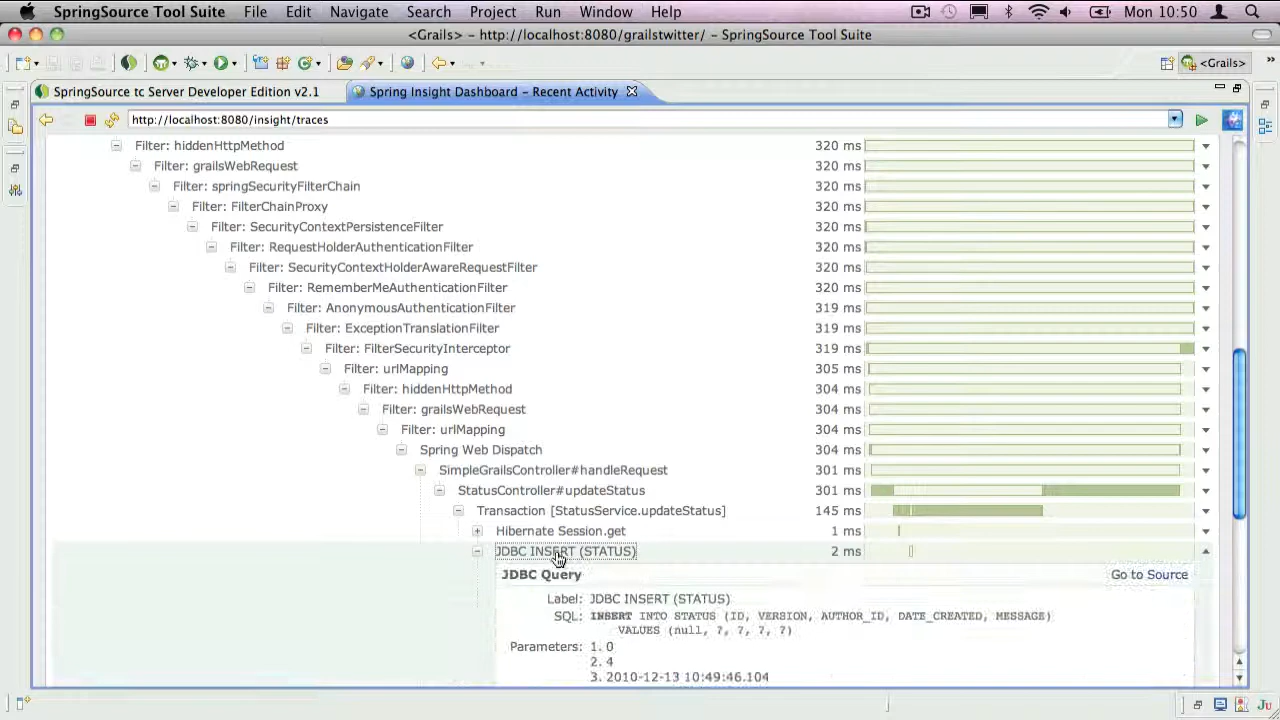 SpringSource Tool Suite File Edit Navigate Search Project Run Window Help Mon 10:50
<Grails> - http://localhost:8080/grailstwitter/ - SpringSource Tool Suite
<Grails> »
SpringSource tc Server Developer Edition v2.1 Spring Insight Dashboard - Recent Activity
http://localhost:8080/insight/traces
Filter: hiddenHttpMethod 320 ms
Filter: grailsWebRequest 320 ms
Filter: springSecurityFilterChain 320 ms
Filter: FilterChainProxy 320 ms
Filter: SecurityContextPersistenceFilter 320 ms
Filter: RequestHolderAuthenticationFilter 320 ms
Filter: SecurityContextHolderAwareRequestFilter 320 ms
Filter: RememberMeAuthenticationFilter 320 ms
Filter: AnonymousAuthenticationFilter 319 ms
Filter: ExceptionTranslationFilter 319 ms
Filter: FilterSecurityInterceptor 319 ms
Filter: urlMapping 305 ms
Filter: hiddenHttpMethod 304 ms
Filter: grailsWebRequest 304 ms
Filter: urlMapping 304 ms
Spring Web Dispatch 304 ms
SimpleGrailsController#handleRequest 301 ms
StatusController#updateStatus 301 ms
Transaction [StatusService.updateStatus] 145 ms
Hibernate Session.get 1 ms
JDBC INSERT (STATUS) 2 ms
JDBC Query Go to Source
Label: JDBC INSERT (STATUS)
SQL: INSERT INTO STATUS (ID, VERSION, AUTHOR_ID, DATE_CREATED, MESSAGE)
VALUES (null, ?, ?, ?, ?)
Parameters: 1. 0
2. 4
3. 2010-12-13 10:49:46.104
Ju